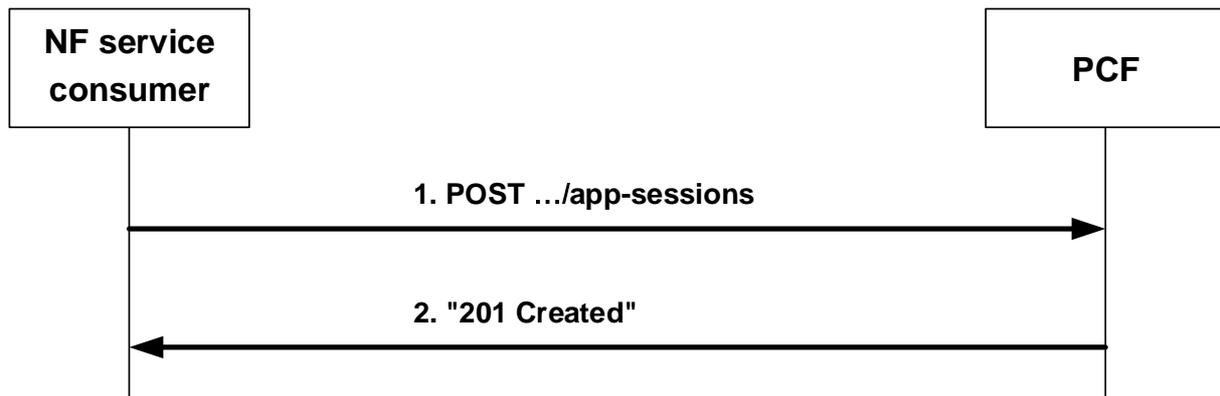 NF service
consumer
PCF
1. POST …/app-sessions
2. "201 Created"